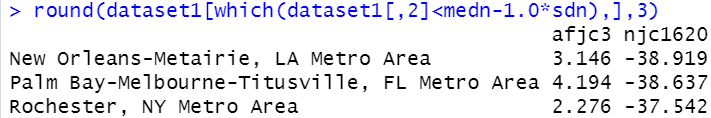 > round(dataset1[which(dataset1[,2]<medn-1.0*sdn),],3)
afjc3 njc1620
New Orleans-Metairie, LA Metro Area 3.146 -38.919
Palm Bay-Melbourne-Titusville, FL Metro Area 4.194 -38.637
Rochester, NY Metro Area 2.276 -37.542